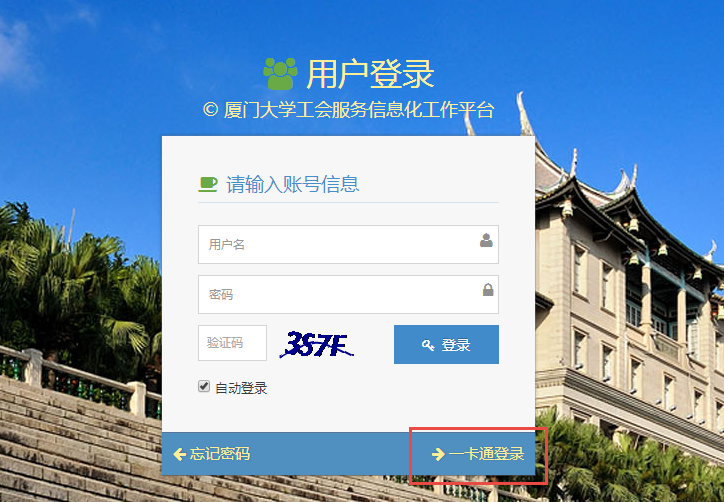 用户登录
© 厦门大学工会服务信息化工作平台
请输入账号信息
用户名
密码
验证码
3S7F
登录
自动登录
忘记密码
一卡通登录